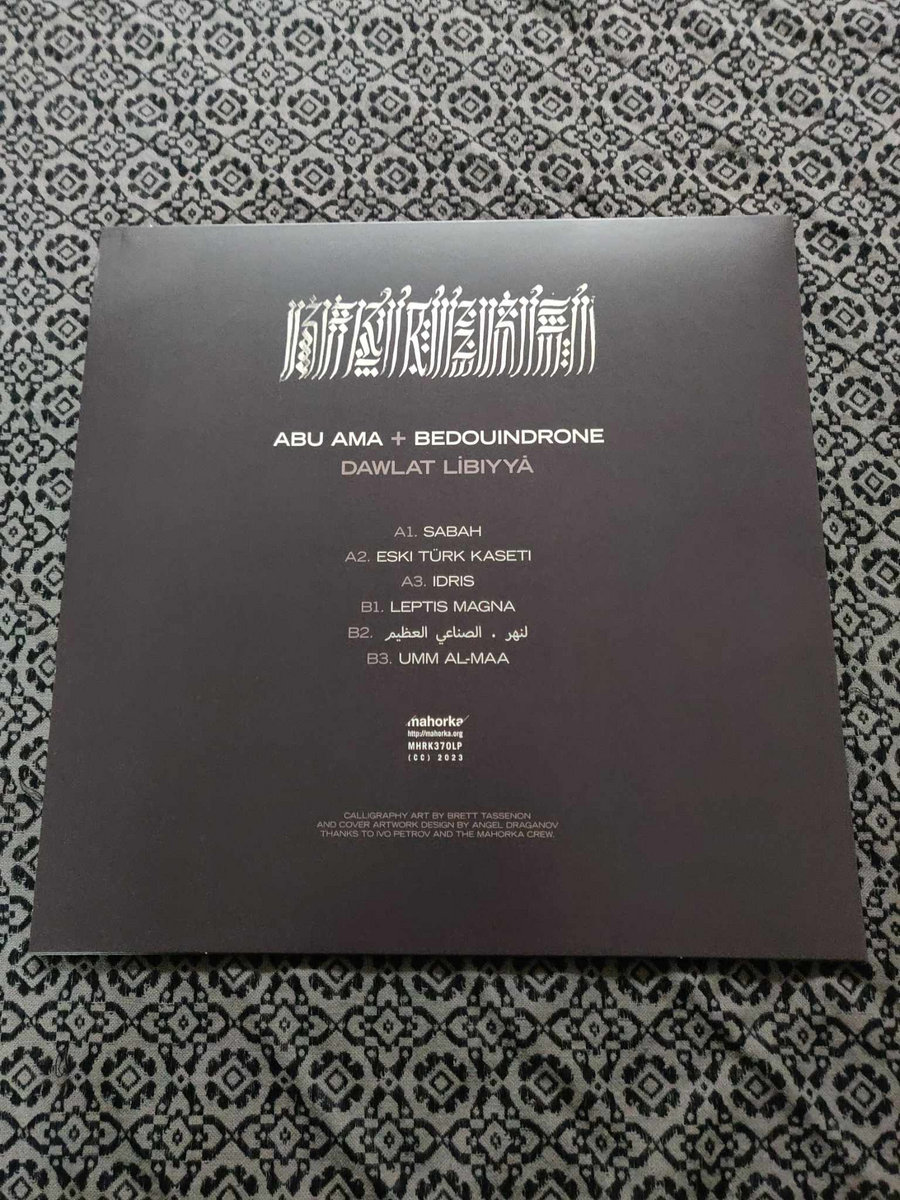 ABU AMA + BEDOUINDRONE
DAWLAT LİBIYYÀ
A1. SABAH
A2. ESKI TÜRK KASETI
A3. IDRIS
B1. LEPTIS MAGNA
B2. لنهر . الصناعي العظيم
B3. UMM AL-MAA
mahorka
http://mahorka.org
MHRK370LP
(CC) 2023
CALLIGRAPHY ART BY BRETT TASSENON
AND COVER ARTWORK DESIGN BY ANGEL DRAGANOV
THANKS TO IVO PETROV AND THE MAHORKA CREW.